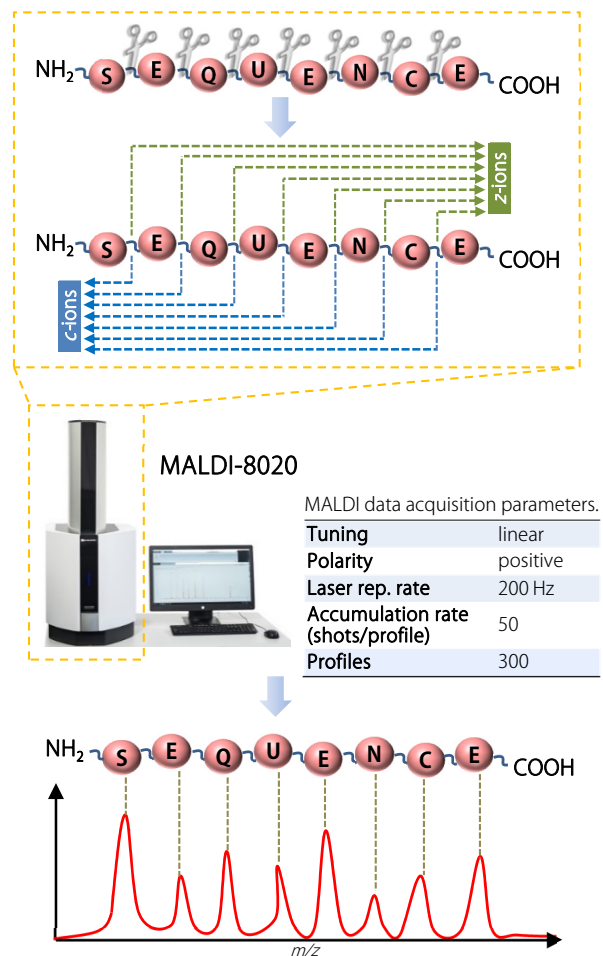 NH2 S E Q U E N C E COOH
z-ions
NH2 S E Q U E N C E COOH
c-ions
MALDI-8020
MALDI data acquisition parameters.
Tuning linear
Polarity positive
Laser rep. rate 200 Hz
Accumulation rate
(shots/profile) 50
Profiles 300
NH2 S E Q U E N C E COOH
m/z